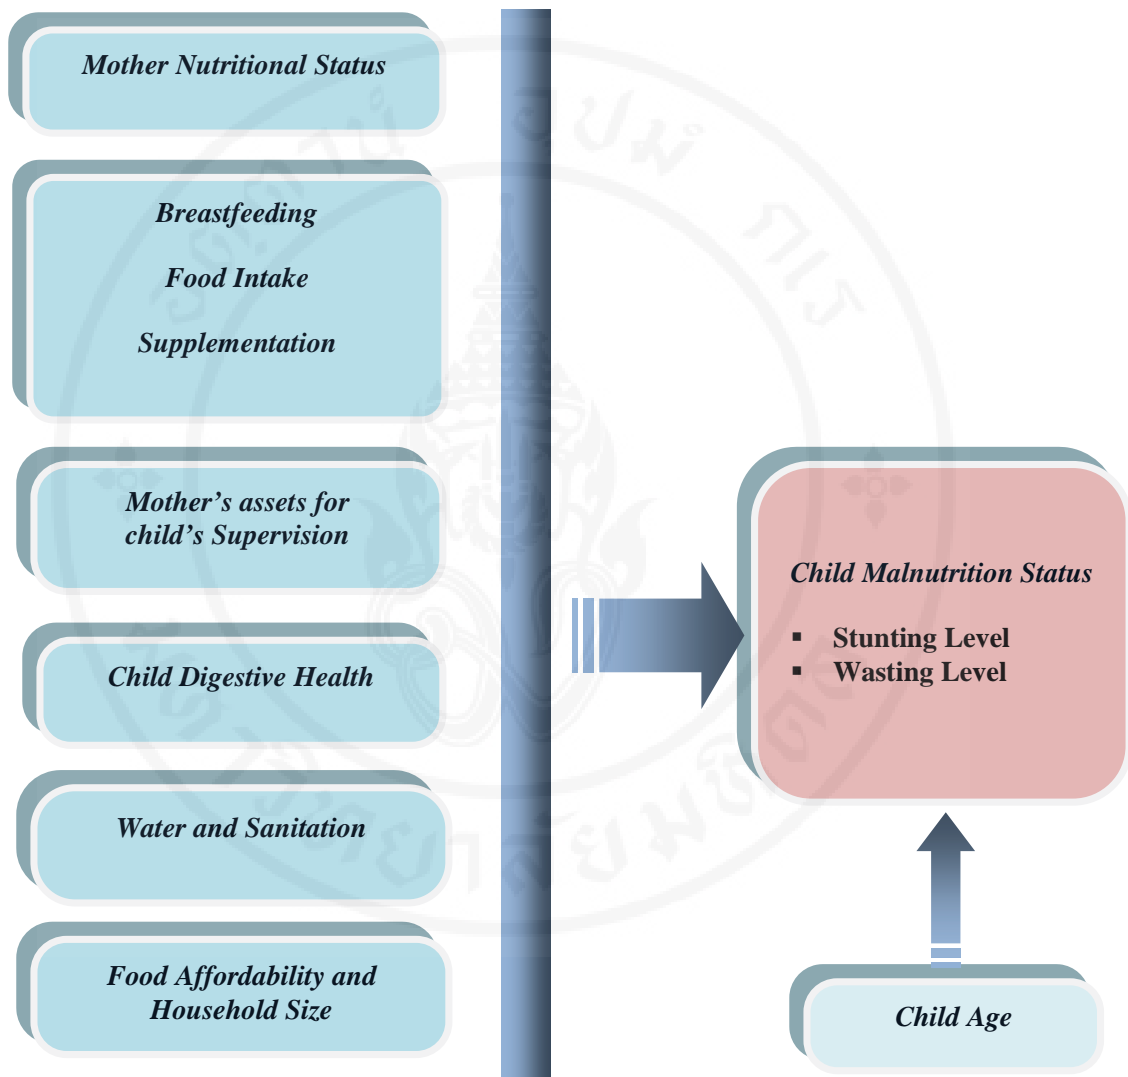 Mother Nutritional Status
Breastfeeding
Food Intake
Supplementation
Mother’s assets for
child’s Supervision
Child Digestive Health
Water and Sanitation
Food Affordability and
Household Size
Child Malnutrition Status
▪ Stunting Level
▪ Wasting Level
Child Age